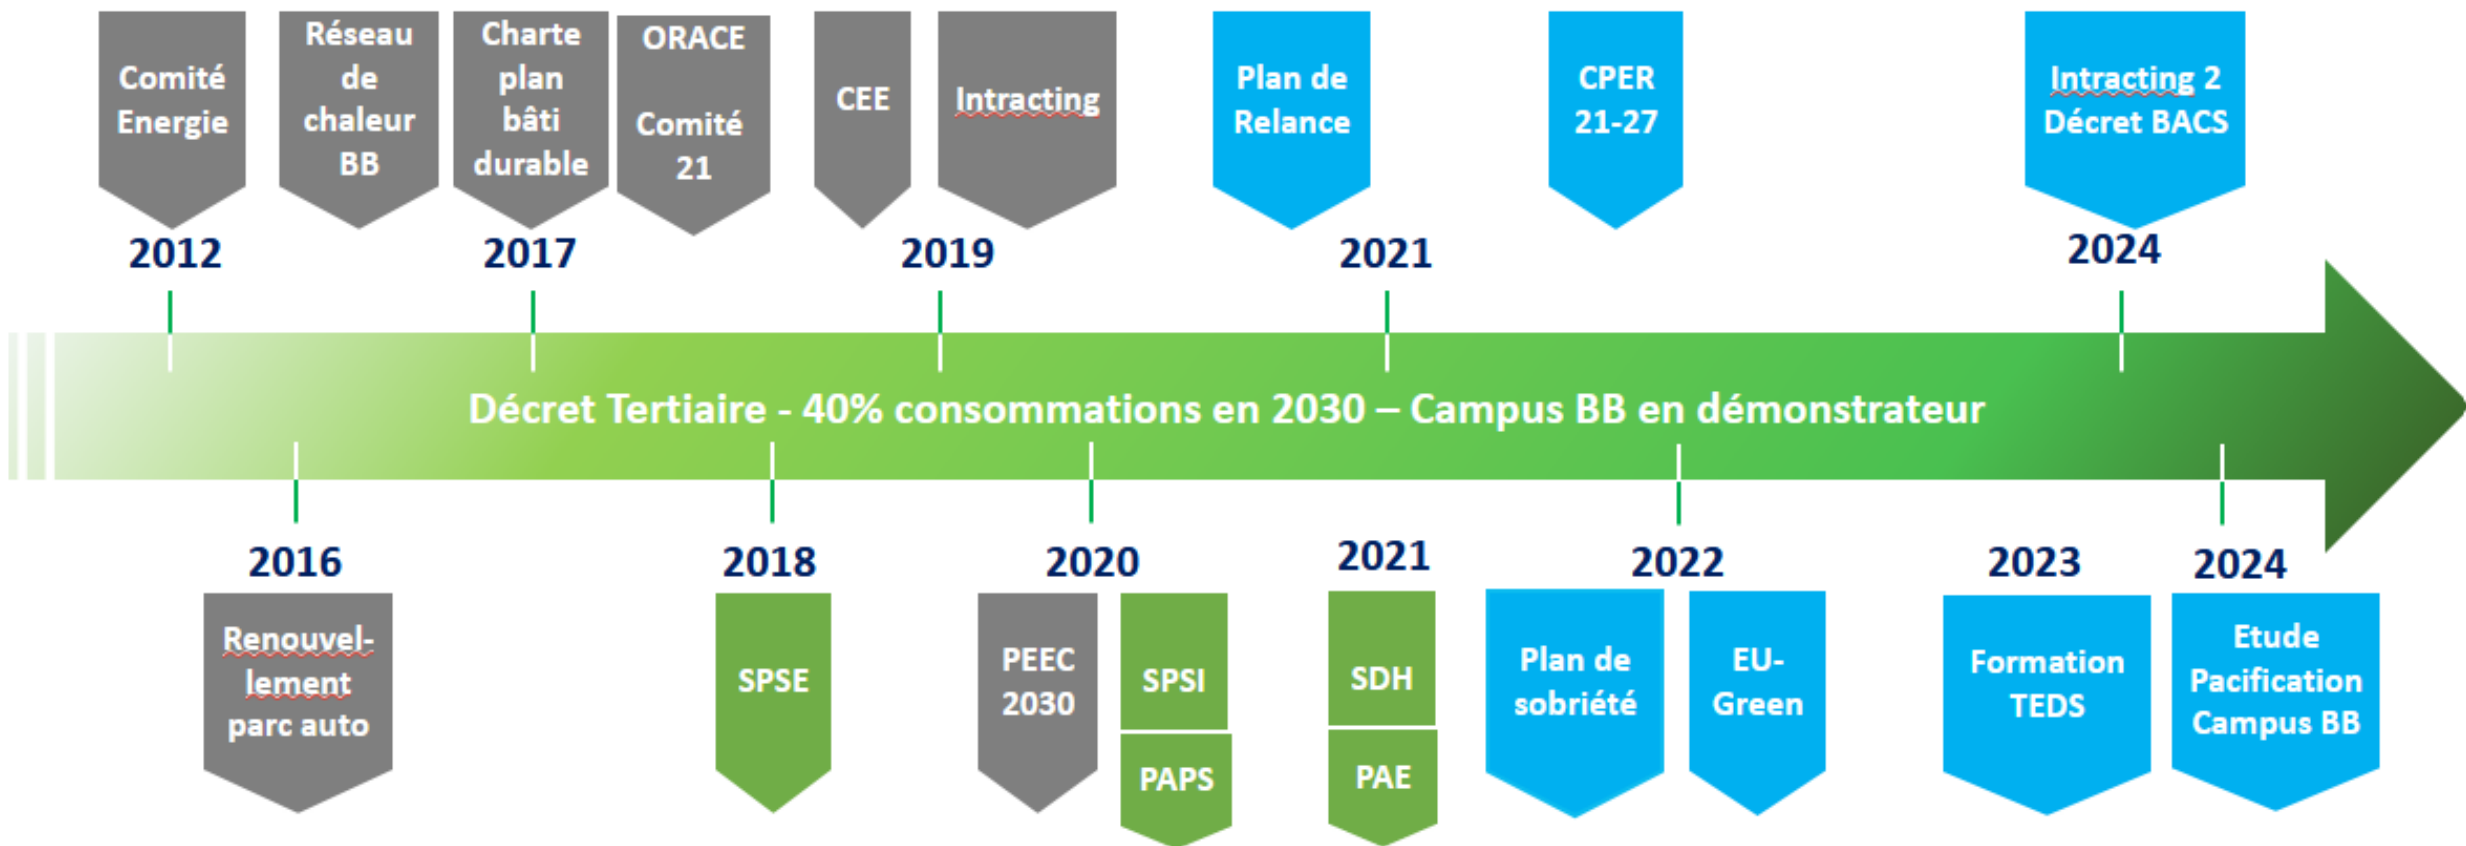 Comité
Energie
Réseau
de
chaleur
BB
Charte
plan
bâti
durable
ORACE
Comité
21
CEE
Intracting
Plan de
Relance
CPER
21-27
Intracting 2
Décret BACS
2012
2017
2019
2021
2024
Décret Tertiaire - 40% consommations en 2030 – Campus BB en démonstrateur
2016
2018
2020
2021
2022
2023
2024
Renouvel-
lement
parc auto
SPSE
PEEC
2030
SPSI
PAPS
SDH
PAE
Plan de
sobriété
EU-
Green
Formation
TEDS
Etude
Pacification
Campus BB